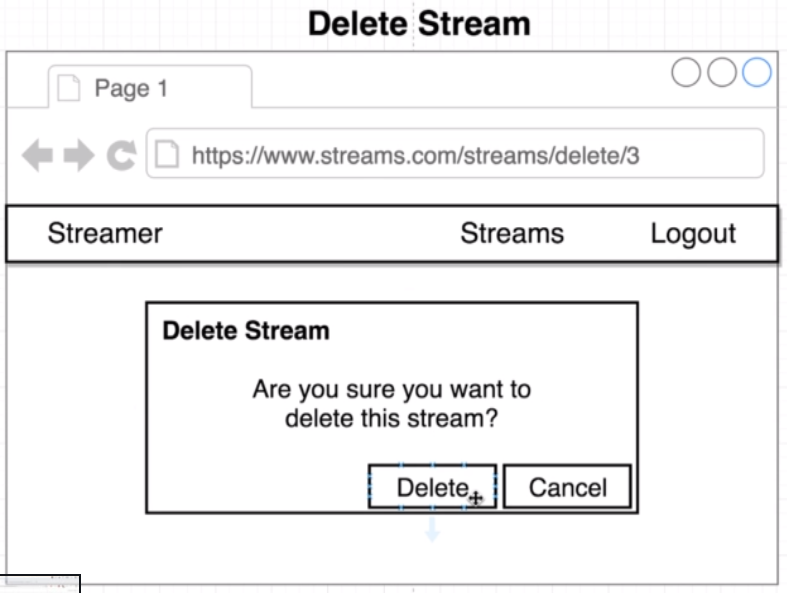 Delete Stream
Page 1
https://www.streams.com/streams/delete/3
Streamer Streams Logout
Delete Stream
Are you sure you want to
delete this stream?
Delete Cancel